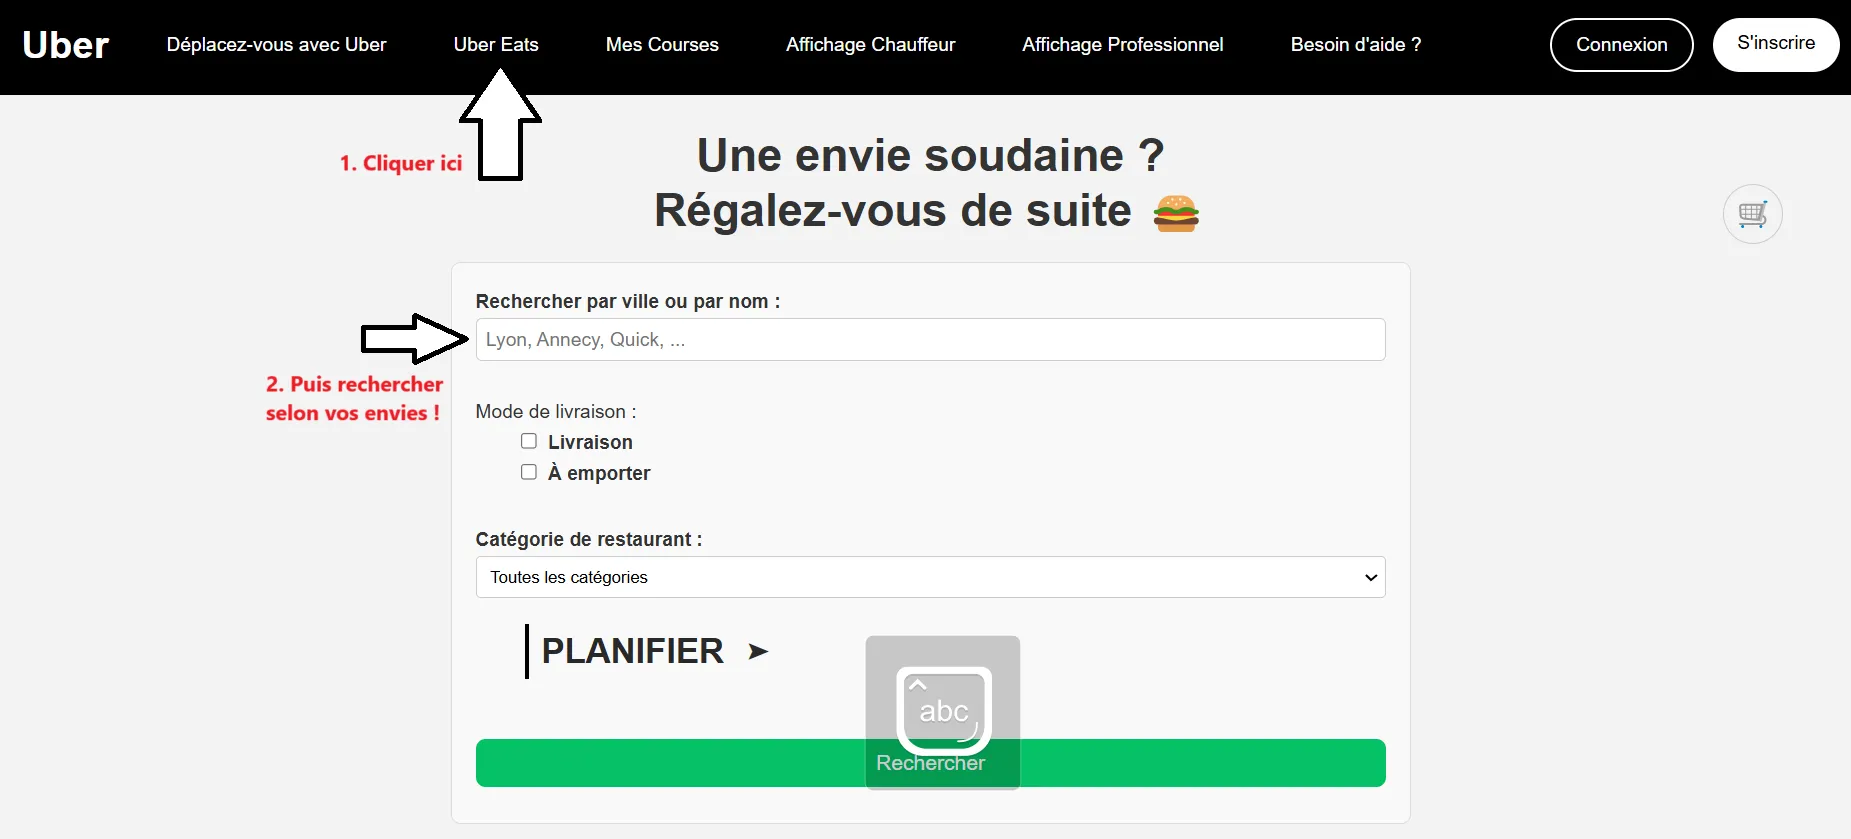 Uber
Déplacez-vous avec Uber
Uber Eats
Mes Courses
Affichage Chauffeur
Affichage Professionnel
Besoin d'aide ?
Connexion
S'inscrire
1. Cliquer ici
Une envie soudaine ?
Régalez-vous de suite
Rechercher par ville ou par nom :
Lyon, Annecy, Quick, ...
2. Puis rechercher
selon vos envies !
Mode de livraison :
Livraison
À emporter
Catégorie de restaurant :
Toutes les catégories
PLANIFIER
abc
Rechercher